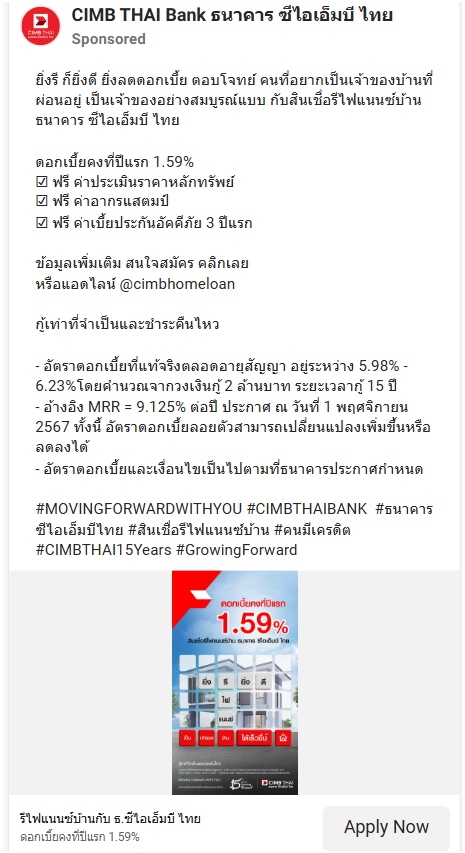 CIMB THAI Bank ธนาคาร ซีไอเอ็มบี ไทย
CIMB THAI
Sponsored
ยิ่งรี ก็ยิ่งดี ยิ่งลดดอกเบี้ย ตอบโจทย์ คนที่อยากเป็นเจ้าของบ้านที่
ผ่อนอยู่ เป็นเจ้าของอย่างสมบูรณ์แบบ กับสินเชื่อรีไฟแนนซ์บ้าน
ธนาคาร ซีไอเอ็มบี ไทย
ดอกเบี้ยคงที่ปีแรก 1.59%
☑ ฟรี ค่าประเมินราคาหลักทรัพย์
☑ ฟรี ค่าอากรแสตมป์
☑ ฟรี ค่าเบี้ยประกันอัคคีภัย 3 ปีแรก
ข้อมูลเพิ่มเติม สนใจสมัคร คลิกเลย
หรือแอดไลน์ @cimbhomeloan
กู้เท่าที่จำเป็นและชำระคืนไหว
- อัตราดอกเบี้ยที่แท้จริงตลอดอายุสัญญา อยู่ระหว่าง 5.98% -
6.23%โดยคำนวณจากวงเงินกู้ 2 ล้านบาท ระยะเวลากู้ 15 ปี
- อ้างอิง MRR = 9.125% ต่อปี ประกาศ ณ วันที่ 1 พฤศจิกายน
2567 ทั้งนี้ อัตราดอกเบี้ยลอยตัวสามารถเปลี่ยนแปลงเพิ่มขึ้นหรือ
ลดลงได้
- อัตราดอกเบี้ยและเงื่อนไขเป็นไปตามที่ธนาคารประกาศกำหนด
#MOVINGFORWARDWITHYOU #CIMBTHAIBANK #ธนาคาร
ซีไอเอ็มบีไทย #สินเชื่อรีไฟแนนซ์บ้าน #คนมีเครดิต
#CIMBTHAI15Years #GrowingForward
ดอกเบี้ยคงที่ปีแรก
1.59%
สินเชื่อรีไฟแนนซ์บ้าน ธนาคาร ซีไอเอ็มบี ไทย
ยิ่ง รี ยิ่ง ดี
ไฟ
แนนซ์
เป็น เจ้าของ บ้าน ได้เร็วขึ้น
CIMB THAI
รีไฟแนนซ์บ้านกับ ธ.ซีไอเอ็มบี ไทย
ดอกเบี้ยคงที่ปีแรก 1.59%
Apply Now